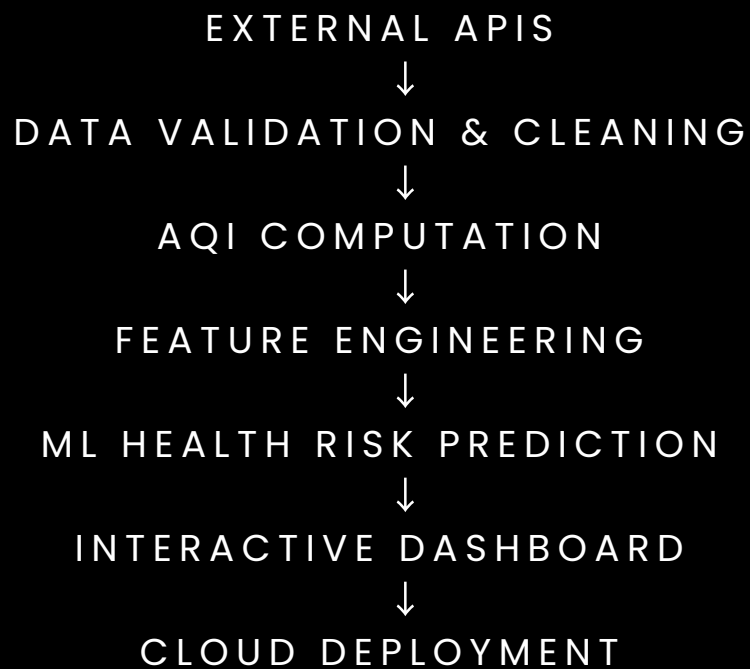 EXTERNAL APIS
↓
DATA VALIDATION & CLEANING
↓
AQI COMPUTATION
↓
FEATURE ENGINEERING
↓
ML HEALTH RISK PREDICTION
↓
INTERACTIVE DASHBOARD
↓
CLOUD DEPLOYMENT